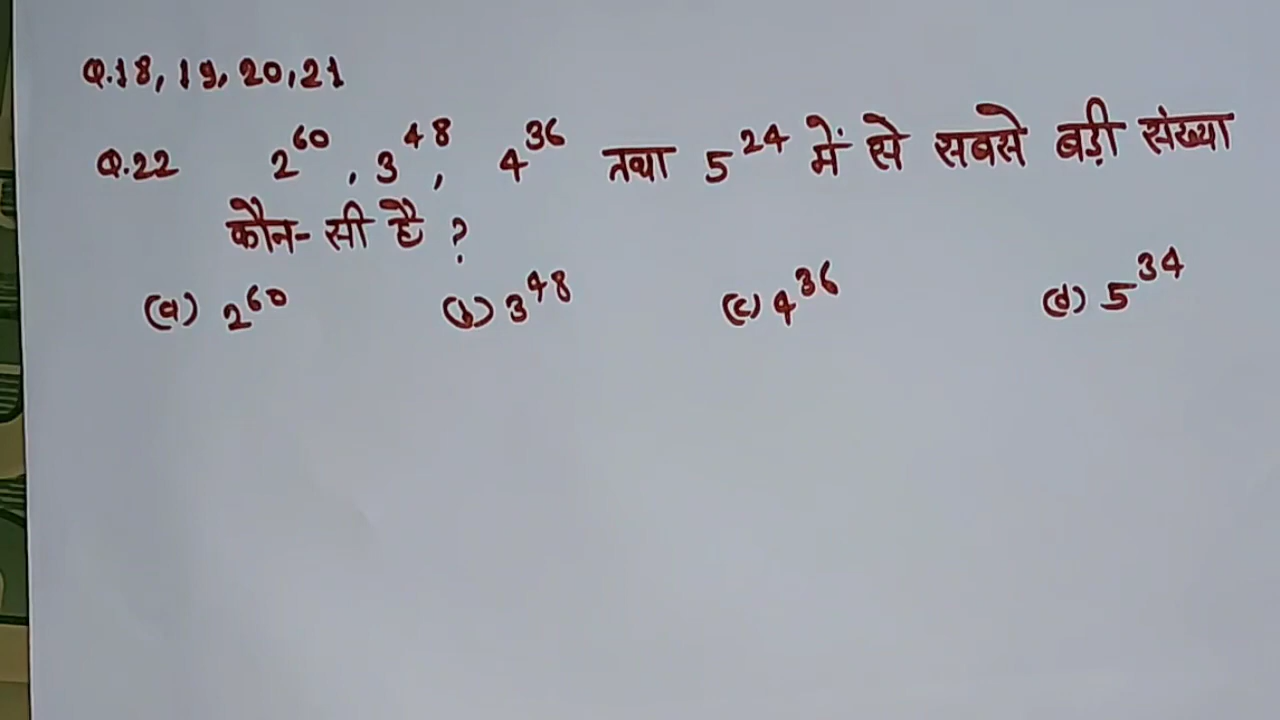 Q.18, 19, 20, 21
Q.22 2^60, 3^48, 4^36 तथा 5^24 में से सबसे बड़ी संख्या
कौन-सी है ?
(a) 2^60 (b) 3^48 (c) 4^36 (d) 5^34